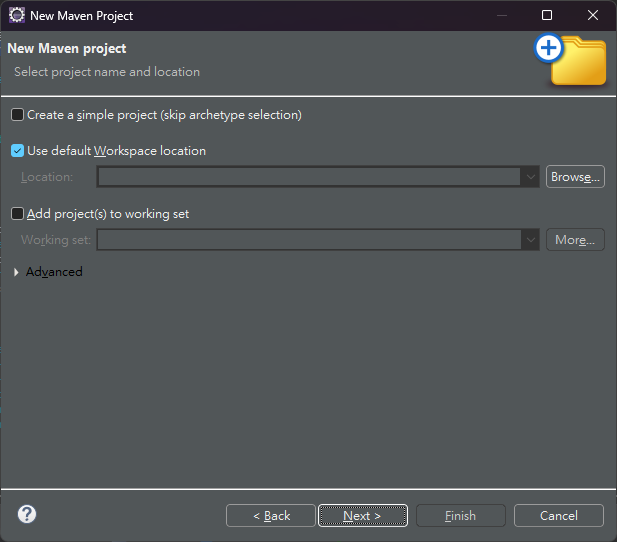 New Maven Project
New Maven project
Select project name and location
Create a simple project (skip archetype selection)
Use default Workspace location
Location:
Browse...
Add project(s) to working set
Working set:
More...
Advanced
?
< Back
Next >
Finish
Cancel